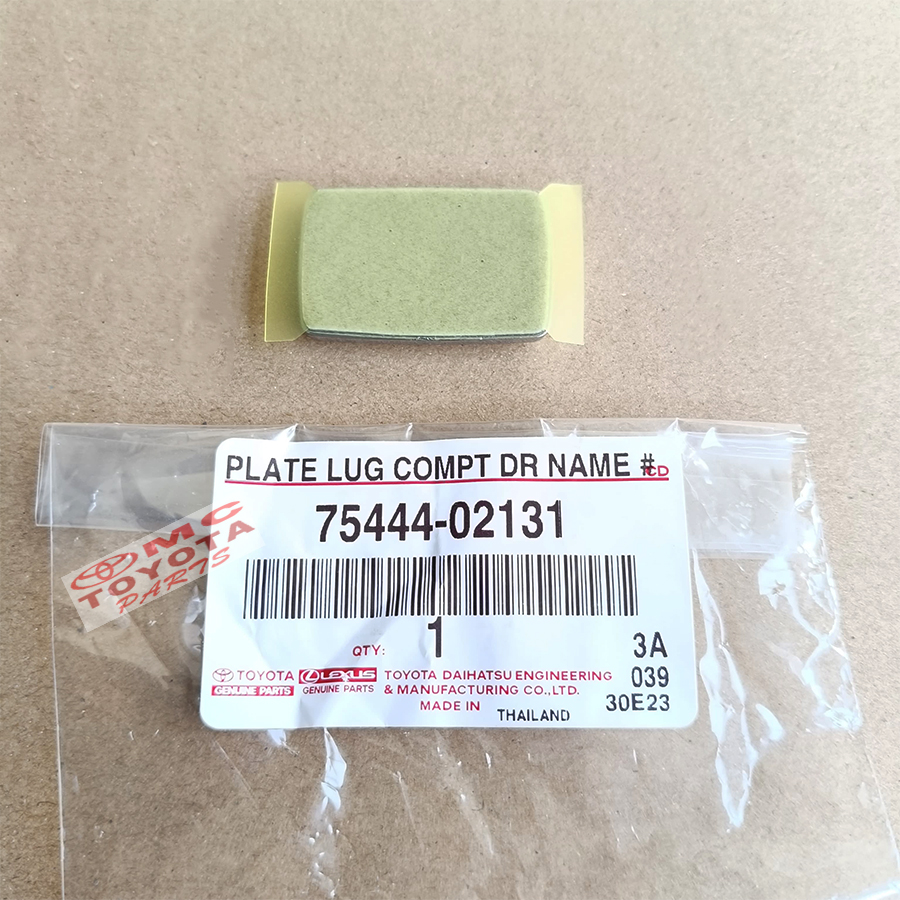 PLATE LUG COMPT DR NAME #
CD
75444-02131
MC
TOYOTA
PARTS
QTY: 1
3A
TOYOTA
GENUINE PARTS
LEXUS
GENUINE PARTS
TOYOTA DAIHATSU ENGINEERING
& MANUFACTURING CO.,LTD.
MADE IN THAILAND
039
30E23